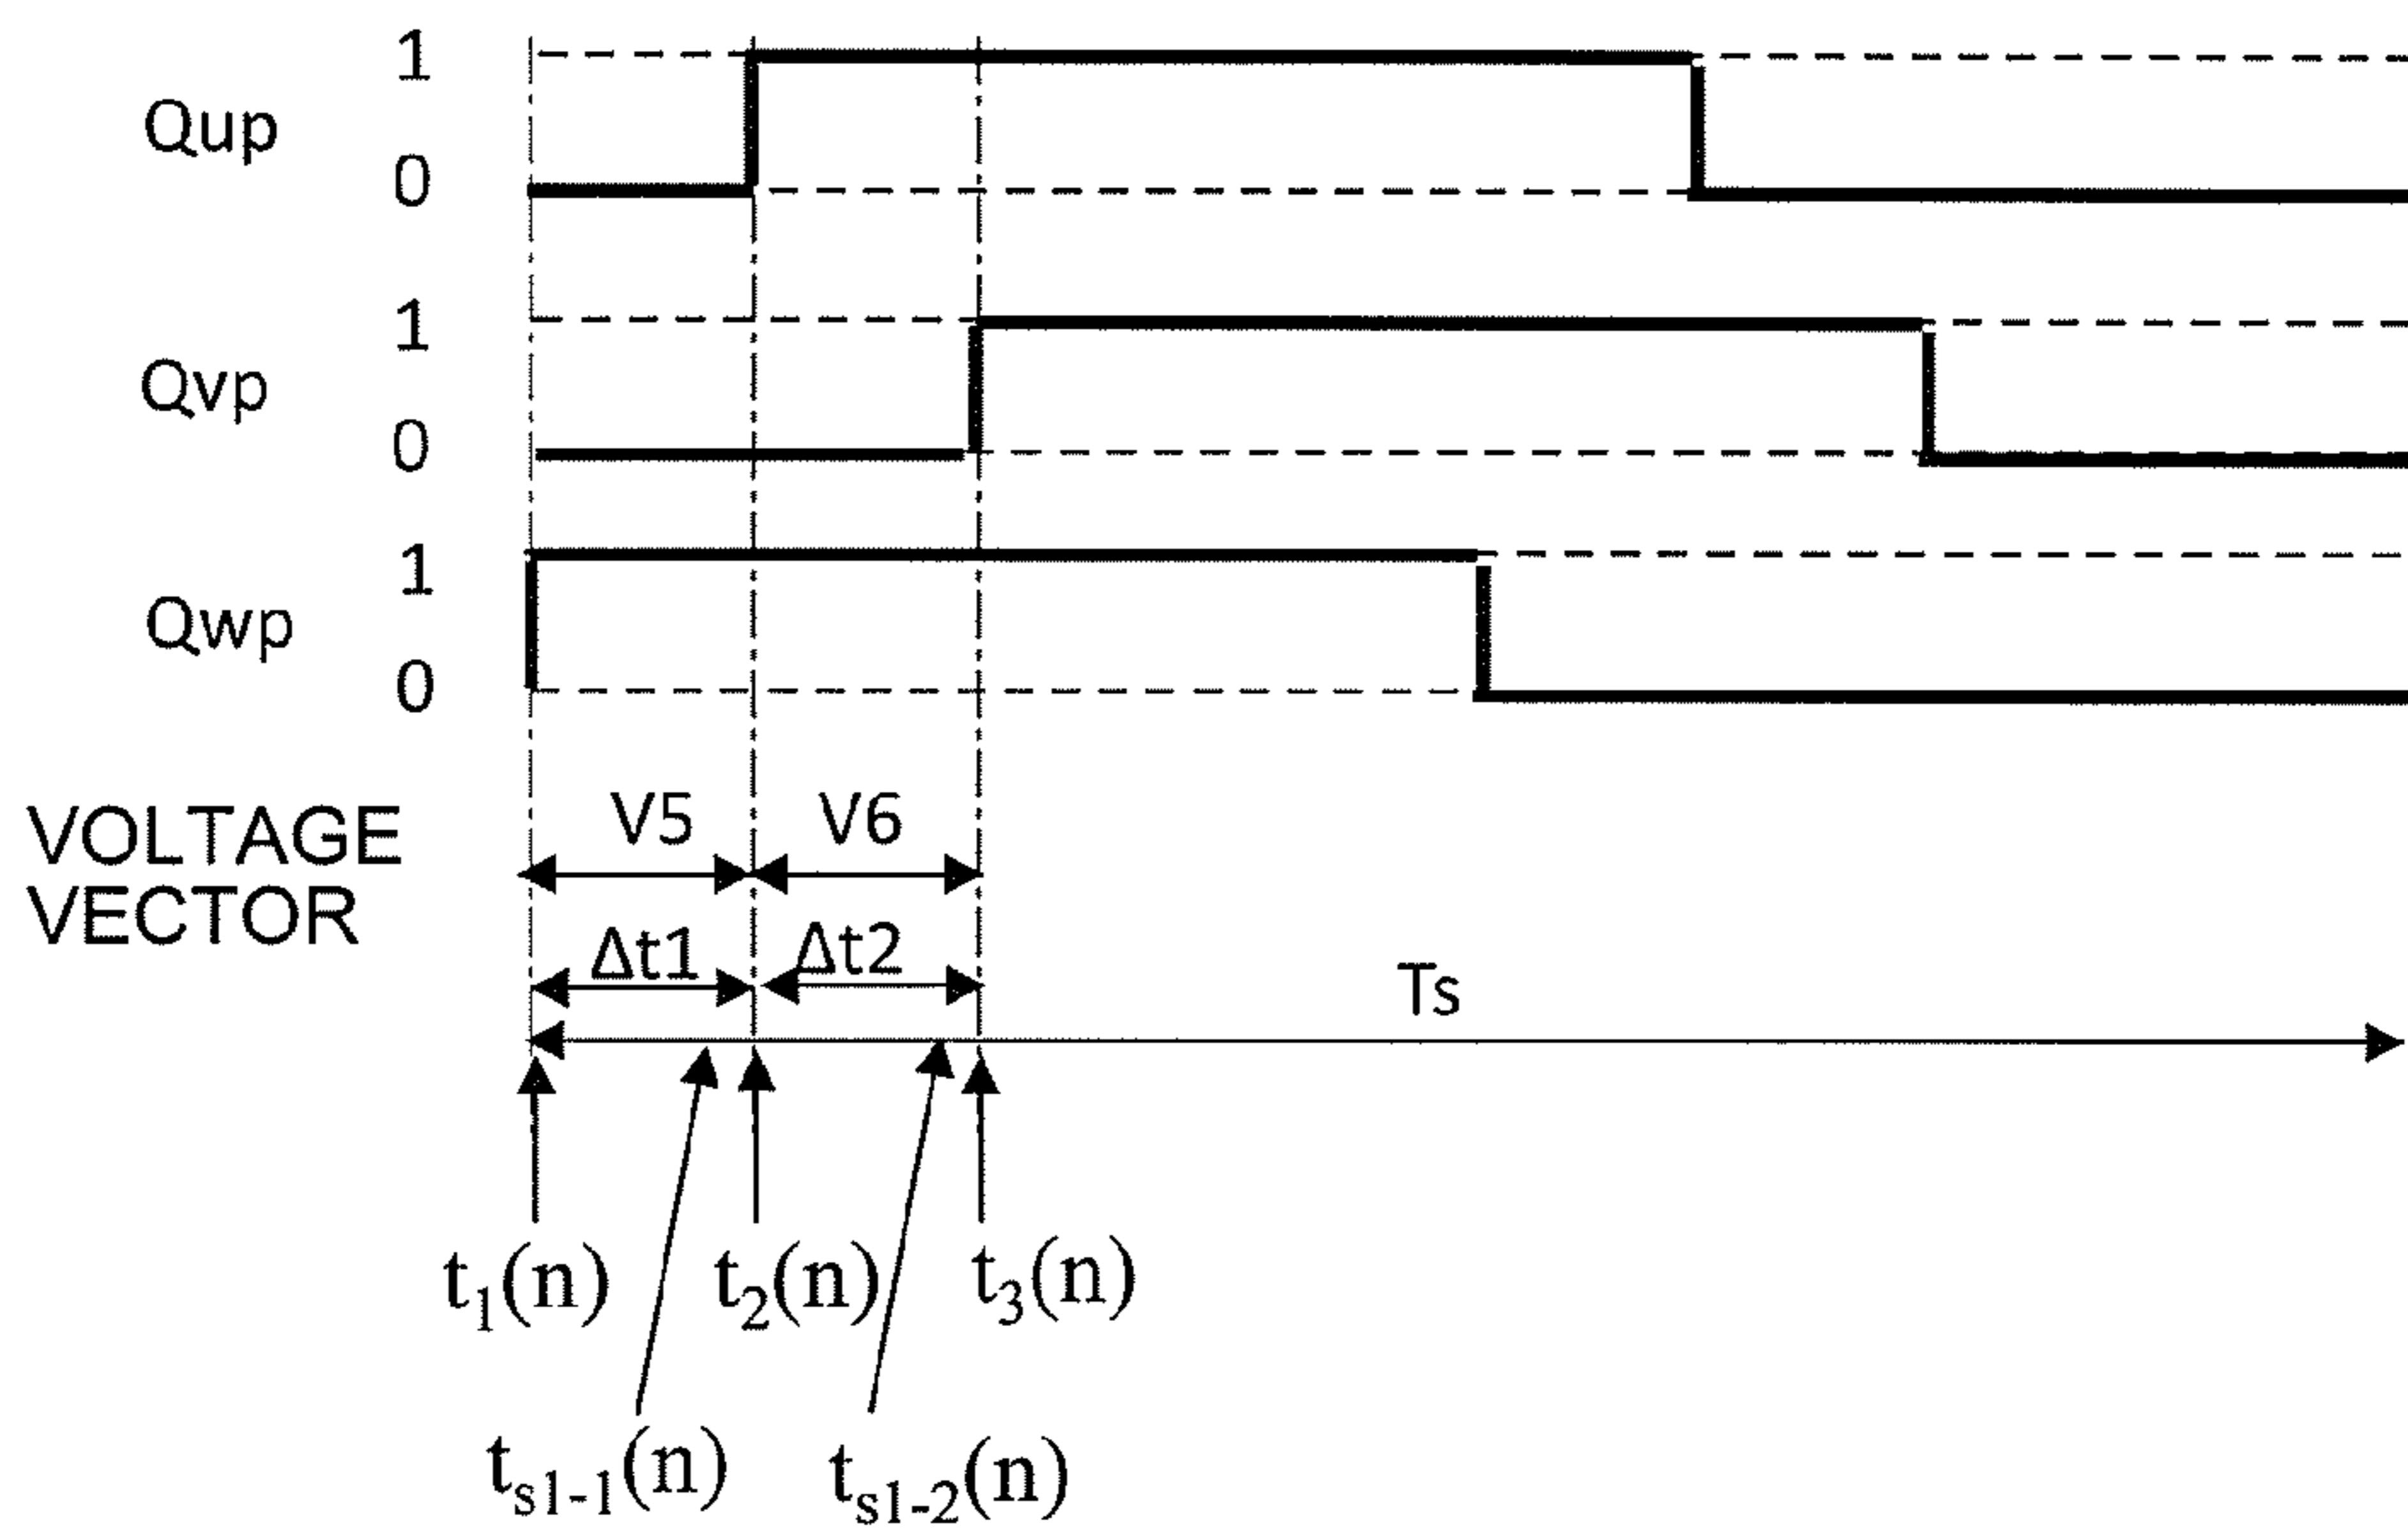 1
Qup
0
1
Qvp
0
1
Qwp
0
VOLTAGE
VECTOR
V5 V6
Δt1 Δt2
Ts
t₁(n) t₂(n) t₃(n)
tₛ₁₋₁(n) tₛ₁₋₂(n)